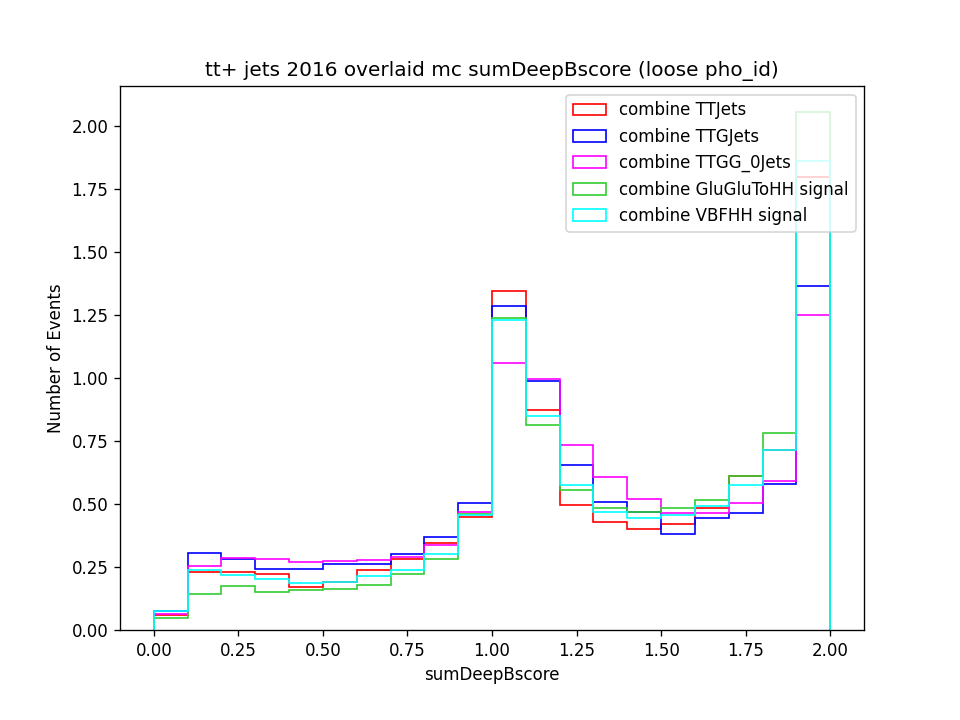 tt+ jets 2016 overlaid mc sumDeepBscore (loose pho_id)
combine TTJets
combine TTGJets
combine TTGG_0Jets
combine GluGluToHH signal
combine VBFHH signal
Number of Events
2.00
1.75
1.50
1.25
1.00
0.75
0.50
0.25
0.00
0.00 0.25 0.50 0.75 1.00 1.25 1.50 1.75 2.00
sumDeepBscore